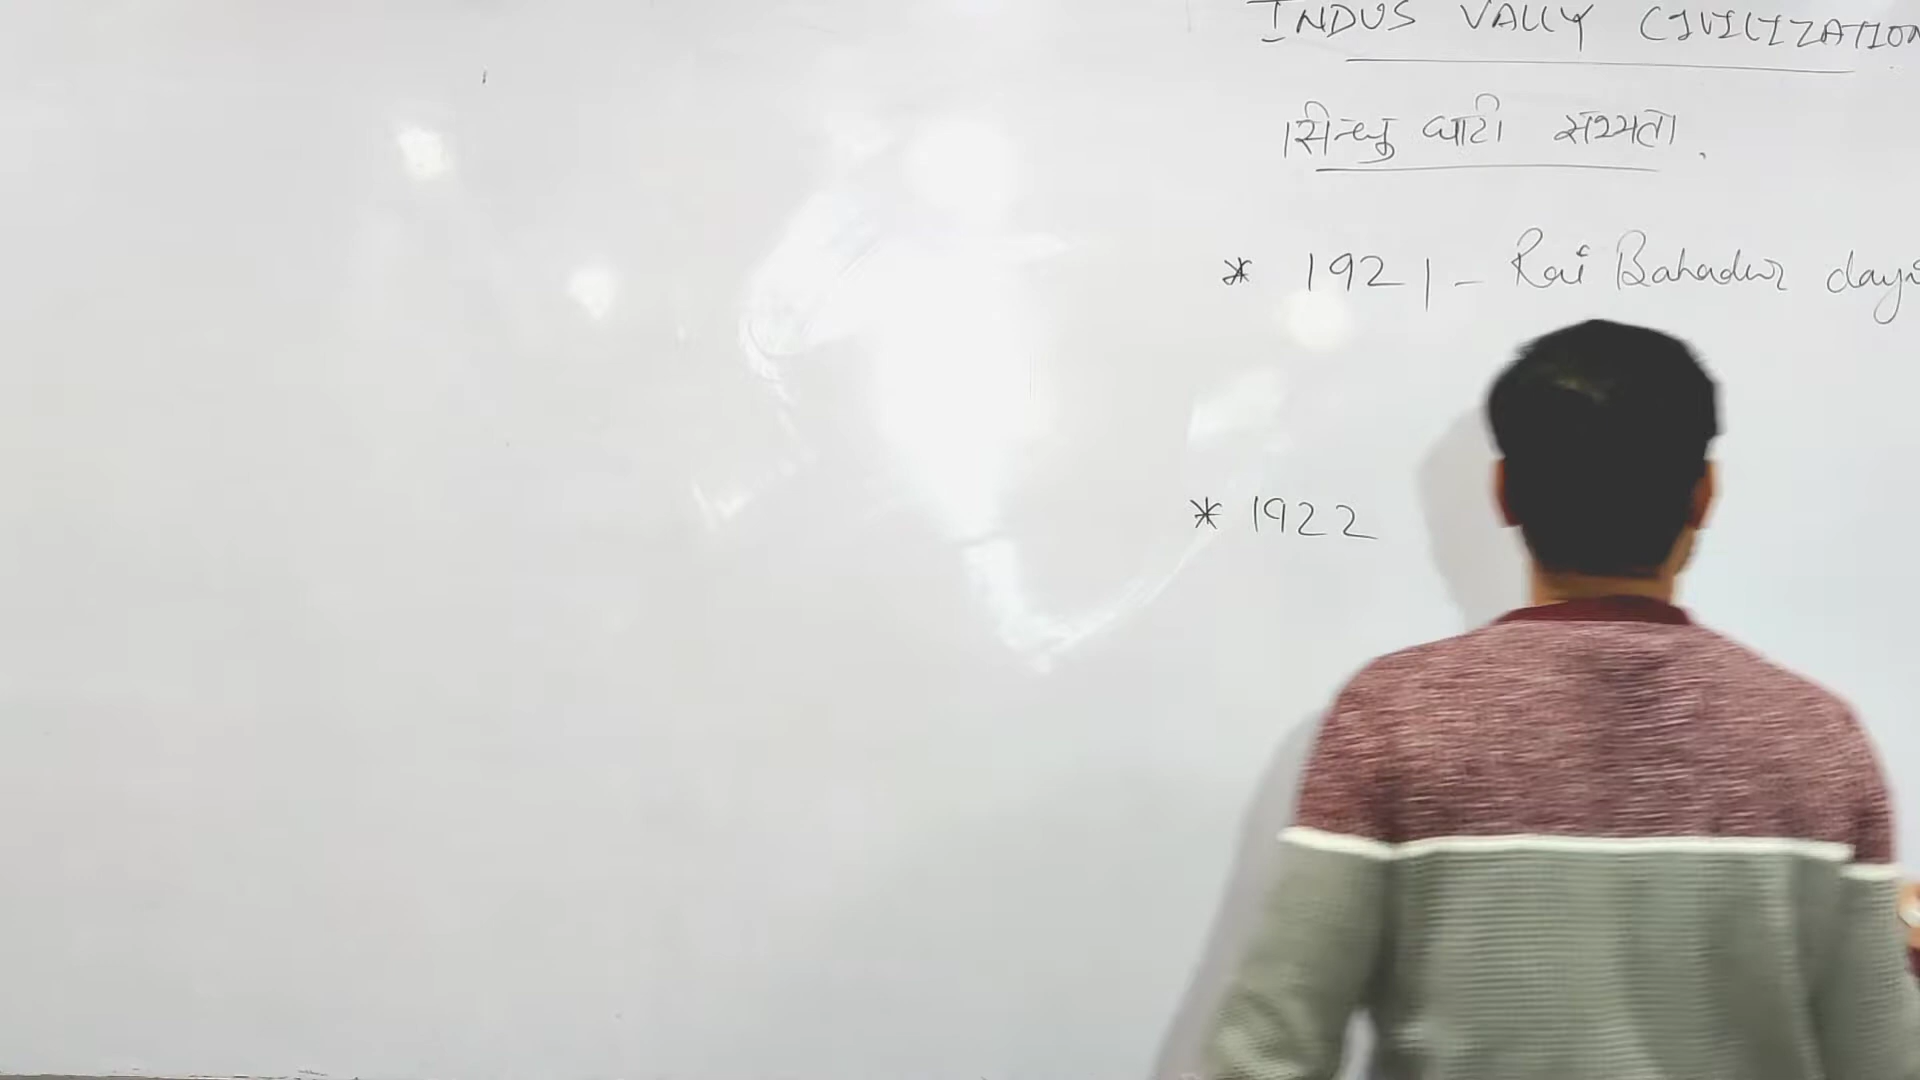 INDUS VALLY CIVILIZATION
सिन्धु घाटी सभ्यता.
* 1921 - Rai Bahadur
* 1922